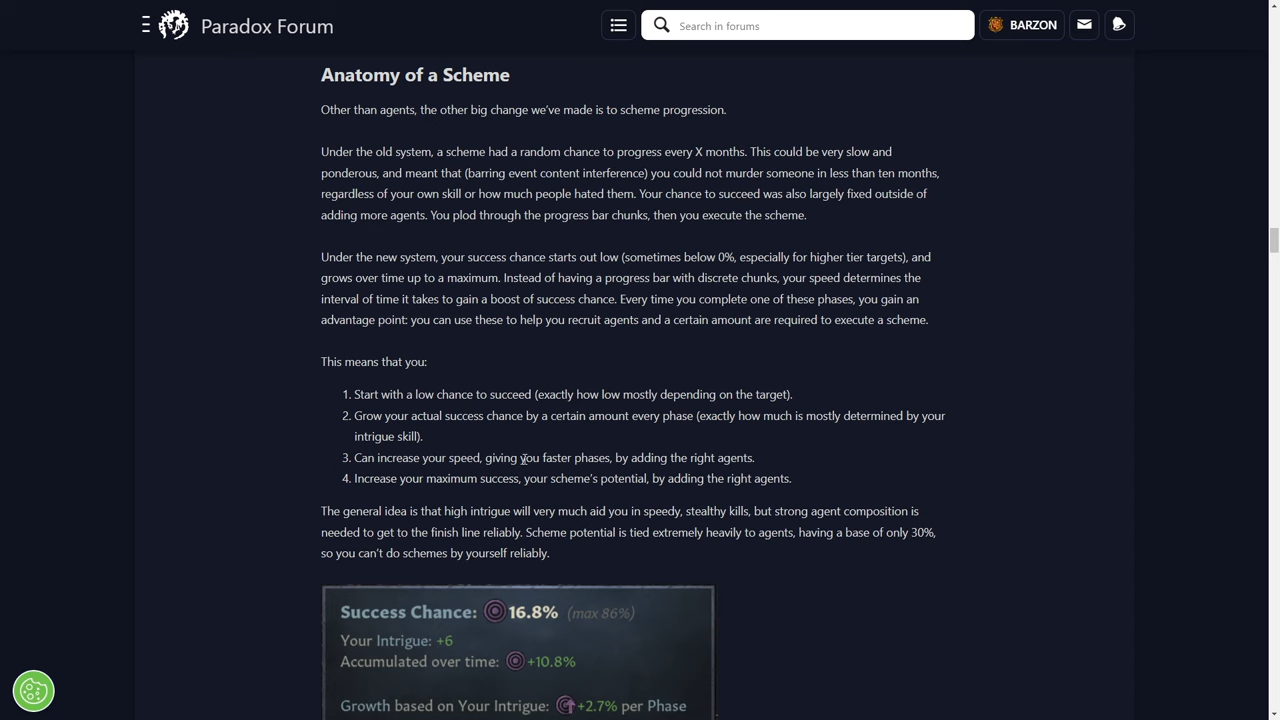 Paradox Forum
Search in forums
BARZON
Anatomy of a Scheme
Other than agents, the other big change we've made is to scheme progression.
Under the old system, a scheme had a random chance to progress every X months. This could be very slow and
ponderous, and meant that (barring event content interference) you could not murder someone in less than ten months,
regardless of your own skill or how much people hated them. Your chance to succeed was also largely fixed outside of
adding more agents. You plod through the progress bar chunks, then you execute the scheme.
Under the new system, your success chance starts out low (sometimes below 0%, especially for higher tier targets), and
grows over time up to a maximum. Instead of having a progress bar with discrete chunks, your speed determines the
interval of time it takes to gain a boost of success chance. Every time you complete one of these phases, you gain an
advantage point: you can use these to help you recruit agents and a certain amount are required to execute a scheme.
This means that you:
1. Start with a low chance to succeed (exactly how low mostly depending on the target).
2. Grow your actual success chance by a certain amount every phase (exactly how much is mostly determined by your
intrigue skill).
3. Can increase your speed, giving you faster phases, by adding the right agents.
4. Increase your maximum success, your scheme's potential, by adding the right agents.
The general idea is that high intrigue will very much aid you in speedy, stealthy kills, but strong agent composition is
needed to get to the finish line reliably. Scheme potential is tied extremely heavily to agents, having a base of only 30%,
so you can't do schemes by yourself reliably.
Success Chance: 16.8% (max 86%)
Your Intrigue: +6
Accumulated over time: +10.8%
Growth based on Your Intrigue: +2.7% per Phase